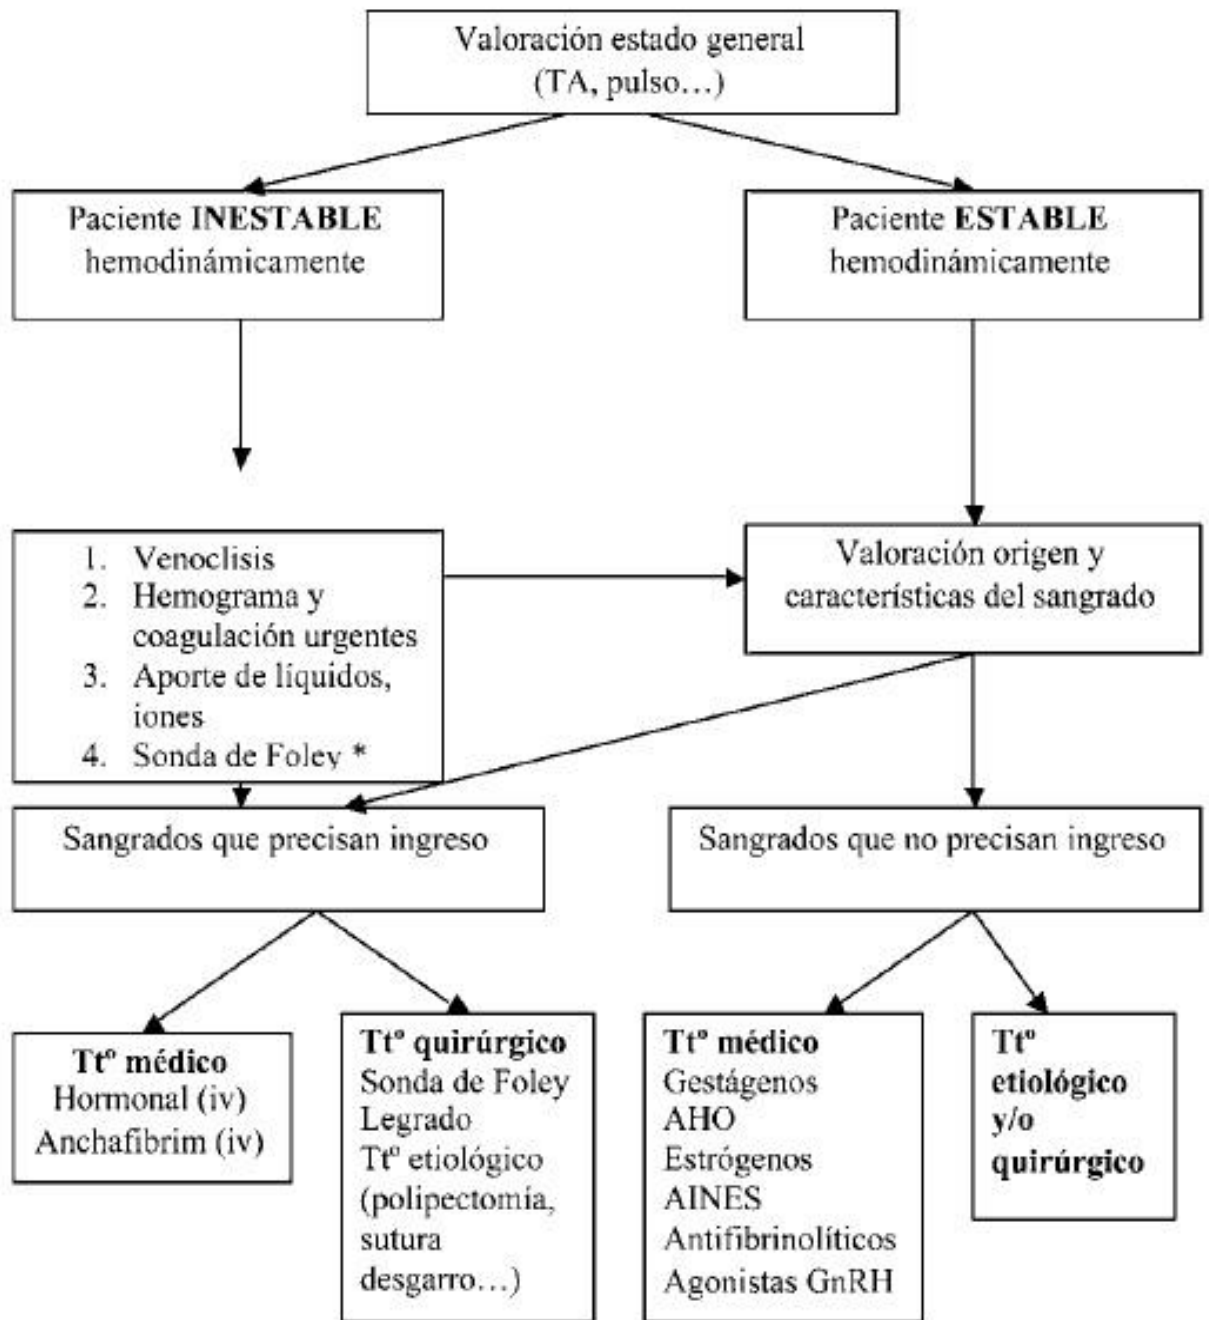 Valoración estado general
(TA, pulso…)
Paciente INESTABLE
hemodinámicamente
Paciente ESTABLE
hemodinámicamente
1. Venoclisis
2. Hemograma y
coagulación urgentes
3. Aporte de líquidos,
iones
4. Sonda de Foley *
Valoración origen y
características del sangrado
Sangrados que precisan ingreso
Sangrados que no precisan ingreso
Ttº médico
Hormonal (iv)
Anchafibrim (iv)
Ttº quirúrgico
Sonda de Foley
Legrado
Ttº etiológico
(polipectomía,
sutura
desgarro…)
Ttº médico
Gestágenos
AHO
Estrógenos
AINES
Antifibrinolíticos
Agonistas GnRH
Ttº
etiológico
y/o
quirúrgico